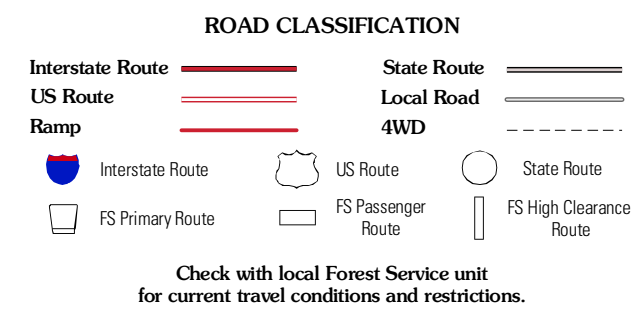 ROAD CLASSIFICATION
Interstate Route
State Route
US Route
Local Road
Ramp
4WD
Interstate Route
US Route
State Route
FS Primary Route
FS Passenger
Route
FS High Clearance
Route
Check with local Forest Service unit
for current travel conditions and restrictions.